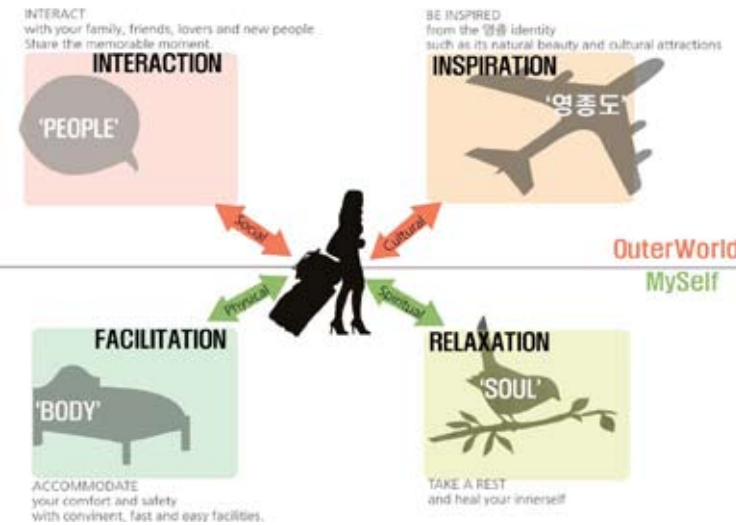 INTERACT
with your family, friends, lovers and new people
Share the memorable moment.
INTERACTION
'PEOPLE'
BE INSPIRED
from the 영종 identity
such as its natural beauty and cultural attractions
INSPIRATION
'영종도'
Social
Cultural
OuterWorld
MySelf
Physical
Spiritual
FACILITATION
'BODY'
ACCOMMODATE
your comfort and safety
with convinent, fast and easy facilities.
RELAXATION
'SOUL'
TAKE A REST
and heal your innerself